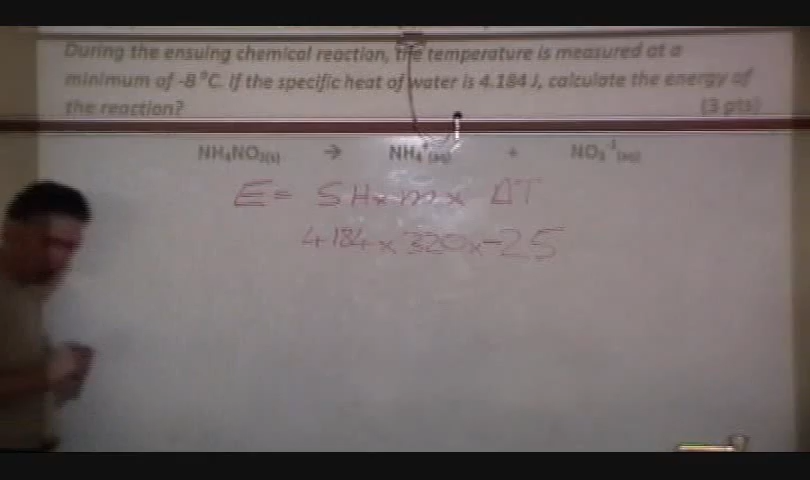 During the ensuing chemical reaction, the temperature is measured at a
minimum of -8 °C. If the specific heat of water is 4.184 J, calculate the energy of
the reaction? (3 pts)
NH₄NO₃(s) → NH₄⁺(aq) + NO₃⁻¹(aq)
E = SH x m x ΔT
4184 x 320 x -25